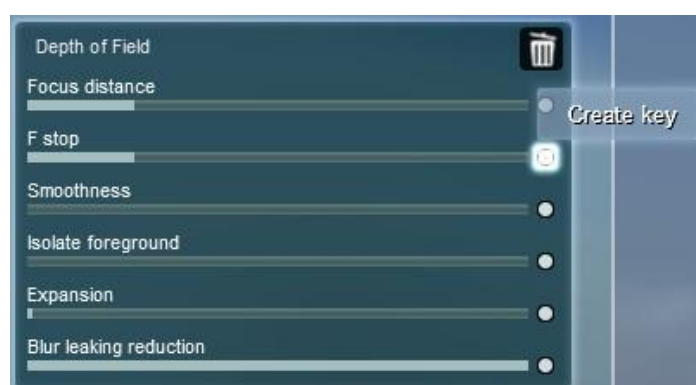 Depth of Field
Focus distance
Create key
F stop
Smoothness
Isolate foreground
Expansion
Blur leaking reduction